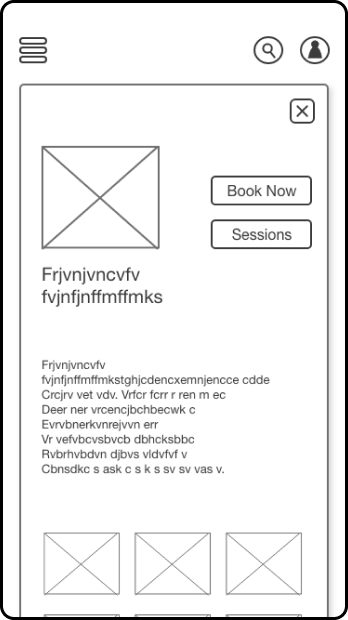 Book Now
Sessions
Frjvnjvncvfv
fvjnfjnffmffmks
Frjvnjvncvfv
fvjnfjnffmffmkstghjcdencxemnjencce cdde
Crcjrv vet vdv. Vrfcr fcrr r ren m ec
Deer ner vrcencjbchbecwk c
Evrvbnerkvnrejvvn err
Vr vefvbcvsbvcb dbhcksbbc
Rvbrhvbdvn djbvs vldvfvf v
Cbnsdkc s ask c s k s sv sv vas v.